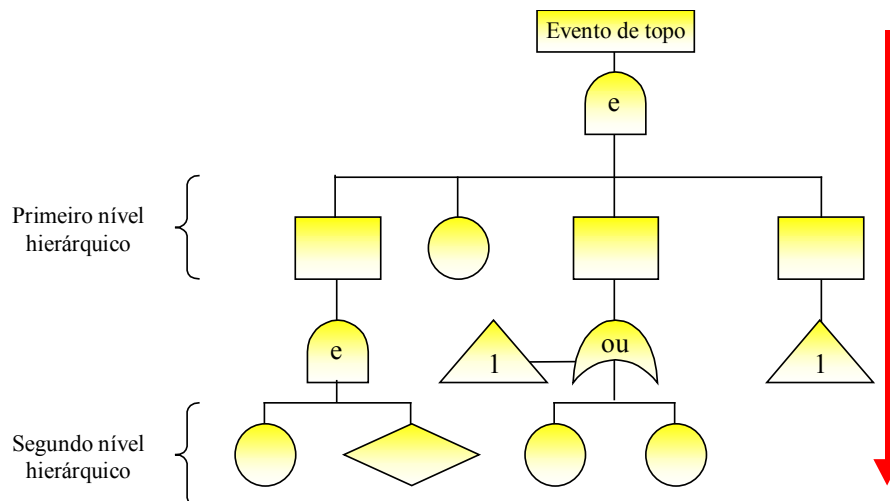 Evento de topo
e
Primeiro nível
hierárquico
e
1
ou
1
Segundo nível
hierárquico